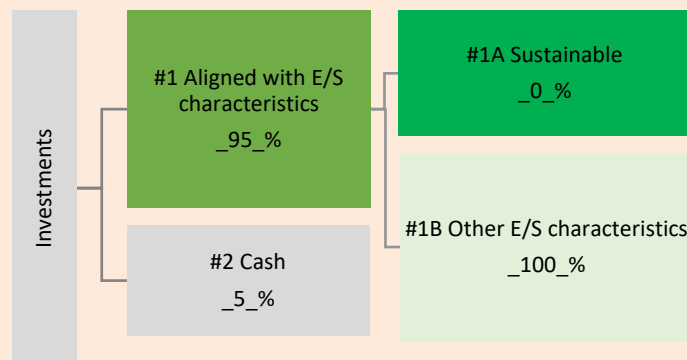 Investments
#1 Aligned with E/S
characteristics
_95_%
#2 Cash
_5_%
#1A Sustainable
_0_%
#1B Other E/S characteristics
_100_%